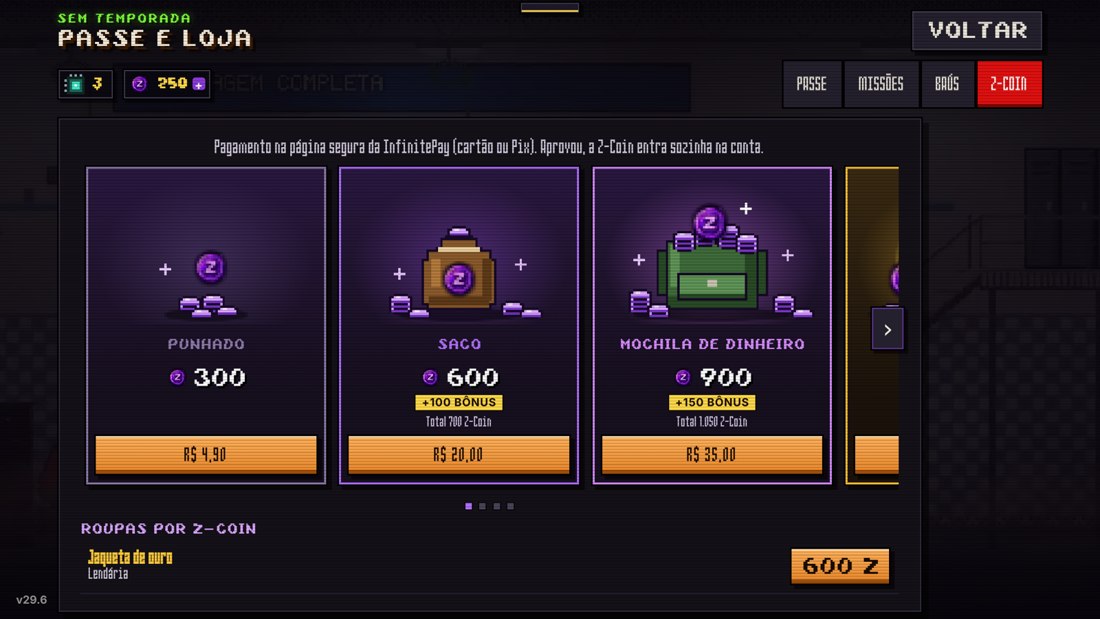 SEM TEMPORADA
PASSE E LOJA
VOLTAR
3
Z 250 +
AGEM COMPLETA
PASSE
MISSÕES
BAÚS
Z-COIN
Pagamento na página segura da InfinitePay (cartão ou Pix). Aprovou, a Z-Coin entra sozinha na conta.
PUNHADO
Z 300
R$ 4,90
SACO
Z 600
+100 BÔNUS
Total 700 Z-Coin
R$ 20,00
MOCHILA DE DINHEIRO
Z 900
+150 BÔNUS
Total 1.050 Z-Coin
R$ 35,00
ROUPAS POR Z-COIN
Jaqueta de ouro
Lendária
600 Z
v29.6